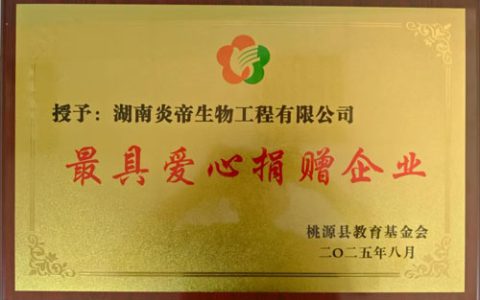 授予：湖南炎帝生物工程有限公司
最具爱心捐赠企业
桃源县教育基金会
二〇二五年八月